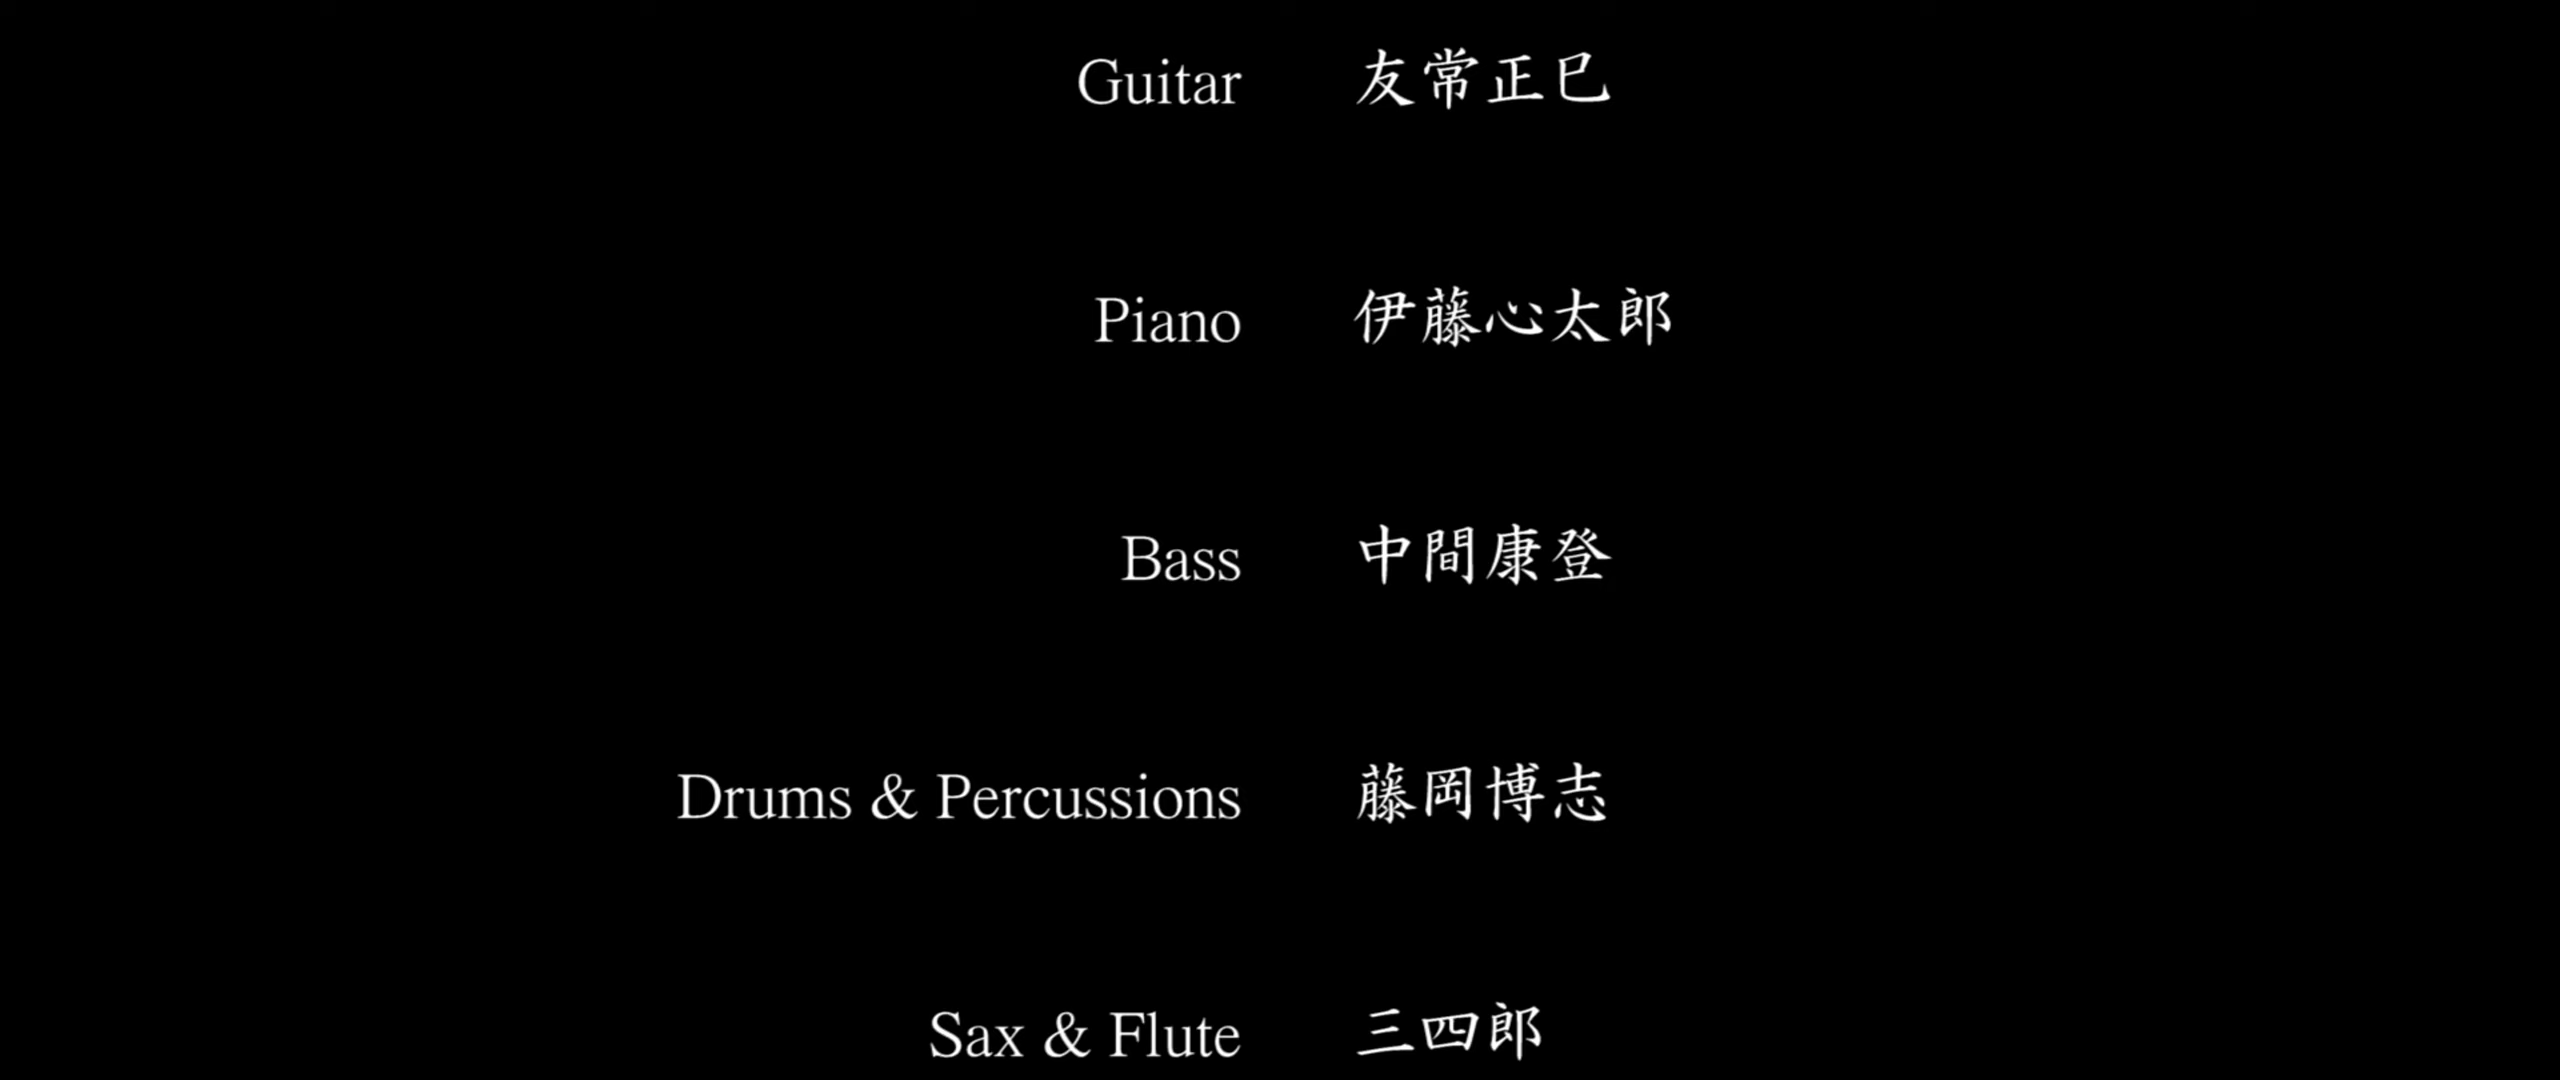 Guitar 友常正巳
Piano 伊藤心太郎
Bass 中間康登
Drums & Percussions 藤岡博志
Sax & Flute 三四郎